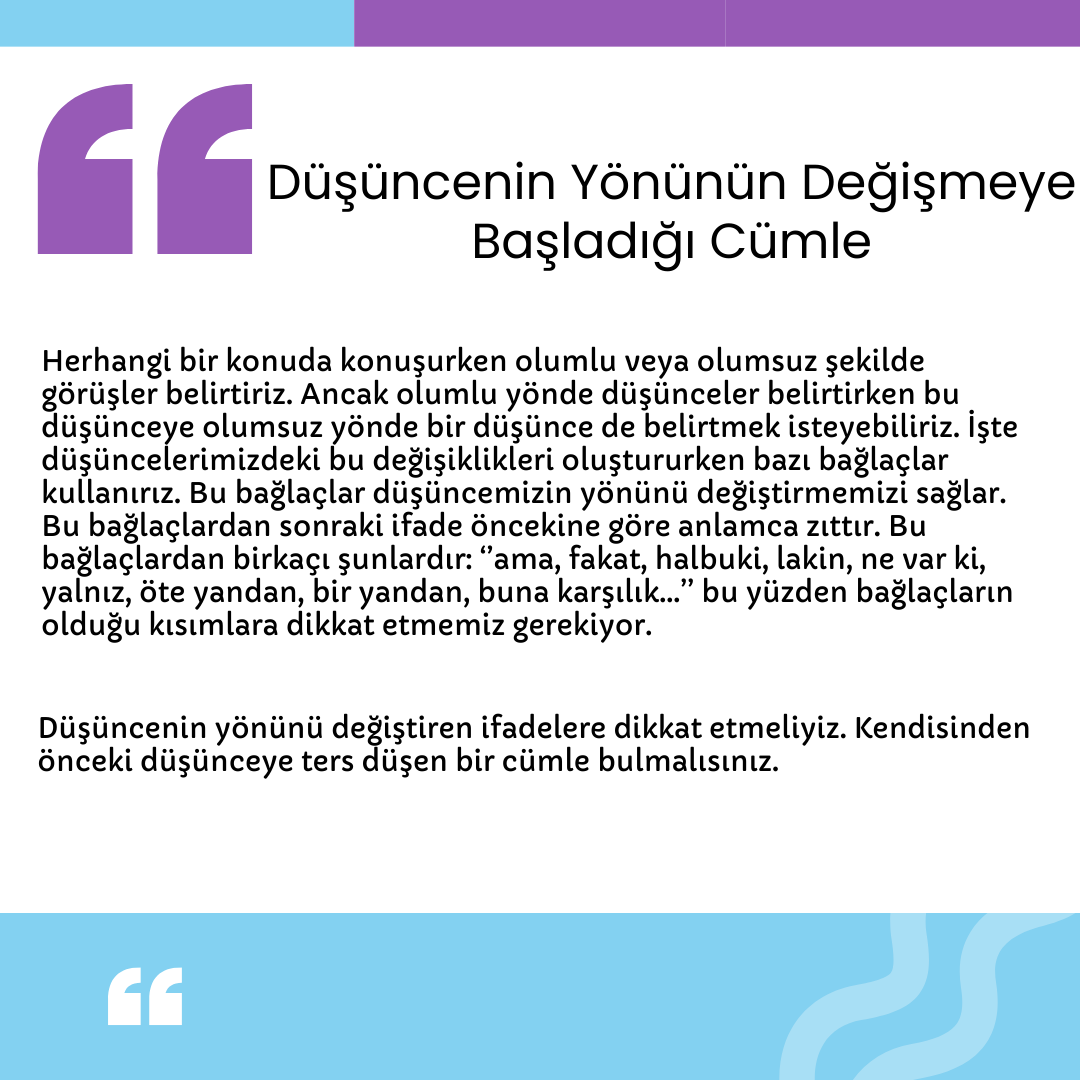 Düşüncenin Yönünün Değişmeye
Başladığı Cümle
Herhangi bir konuda konuşurken olumlu veya olumsuz şekilde
görüşler belirtiriz. Ancak olumlu yönde düşünceler belirtirken bu
düşünceye olumsuz yönde bir düşünce de belirtmek isteyebiliriz. İşte
düşüncelerimizdeki bu değişiklikleri oluştururken bazı bağlaçlar
kullanırız. Bu bağlaçlar düşüncemizin yönünü değiştirmemizi sağlar.
Bu bağlaçlardan sonraki ifade öncekine göre anlamca zıttır. Bu
bağlaçlardan birkaçı şunlardır: ‘’ama, fakat, halbuki, lakin, ne var ki,
yalnız, öte yandan, bir yandan, buna karşılık...’’ bu yüzden bağlaçların
olduğu kısımlara dikkat etmemiz gerekiyor.
Düşüncenin yönünü değiştiren ifadelere dikkat etmeliyiz. Kendisinden
önceki düşünceye ters düşen bir cümle bulmalısınız.